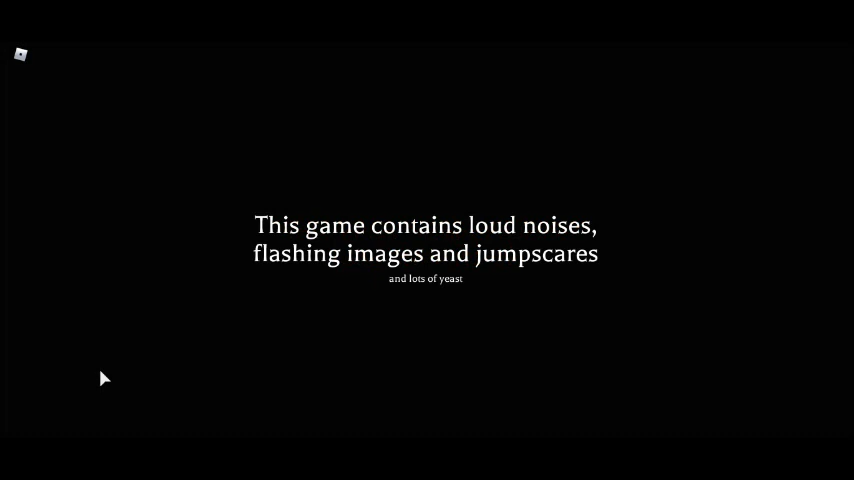 This game contains loud noises,
flashing images and jumpscares
and lots of yeast